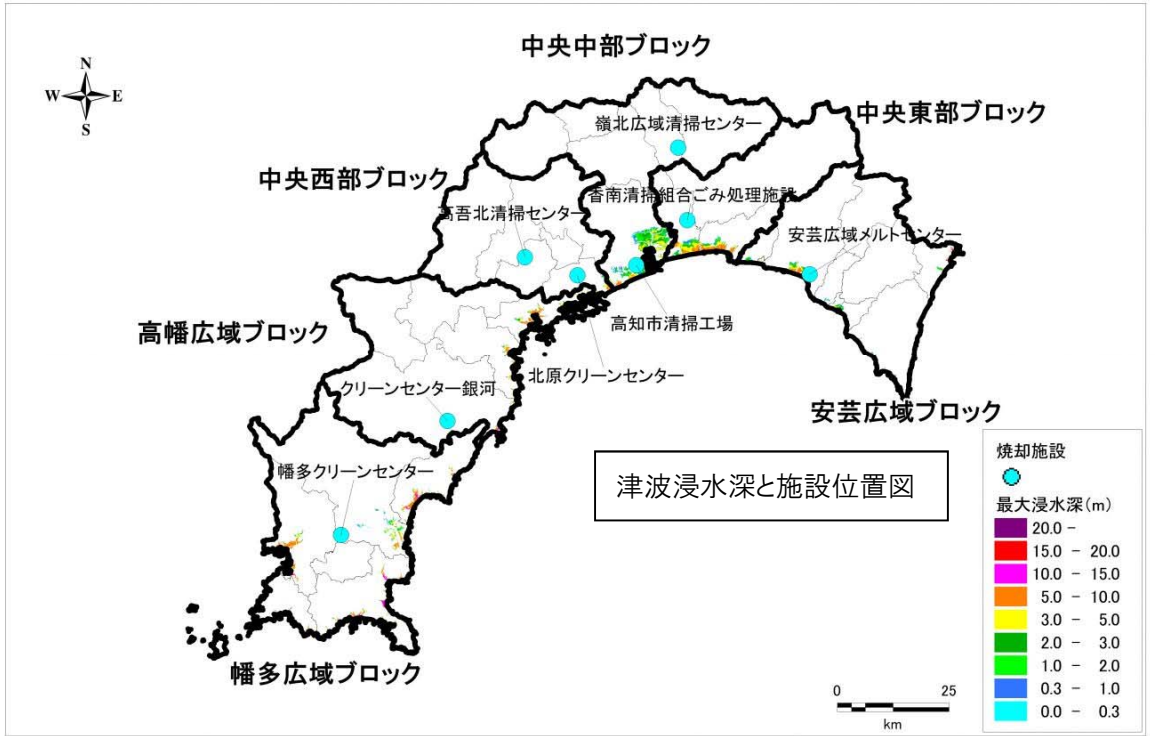 中央中部ブロック
N
W
E
S
中央東部ブロック
嶺北広域清掃センター
中央西部ブロック
香南清掃組合ごみ処理施設
高吾北清掃センター
安芸広域メルトセンター
高幡広域ブロック
高知市清掃工場
北原クリーンセンター
クリーンセンター銀河
安芸広域ブロック
幡多クリーンセンター
津波浸水深と施設位置図
幡多広域ブロック
焼却施設
最大浸水深(m)
20.0 -
15.0 - 20.0
10.0 - 15.0
5.0 - 10.0
3.0 - 5.0
2.0 - 3.0
1.0 - 2.0
0.3 - 1.0
0.0 - 0.3
0 25
km